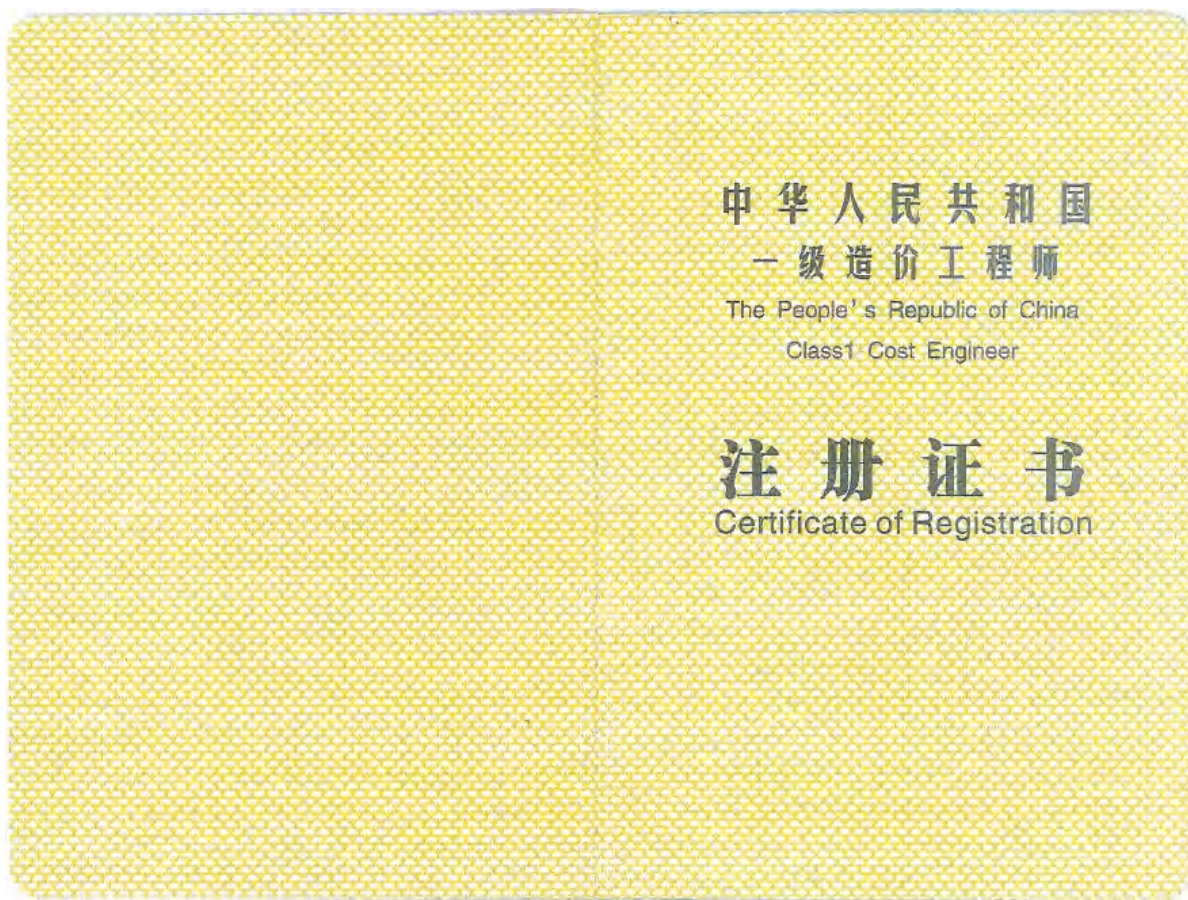 中华人民共和国
一级造价工程师
The People's Republic of China
Class1 Cost Engineer
注册证书
Certificate of Registration